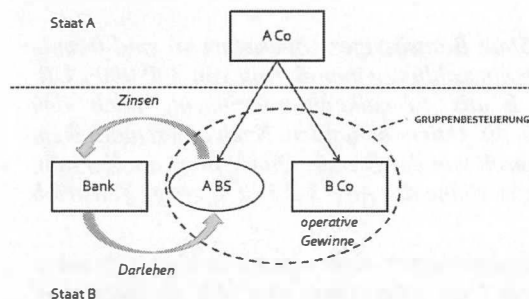 Staat A
A Co
Zinsen
GRUPPENBESTEUERUNG
Bank
A BS
B Co
operative
Gewinne
Darlehen
Staat B